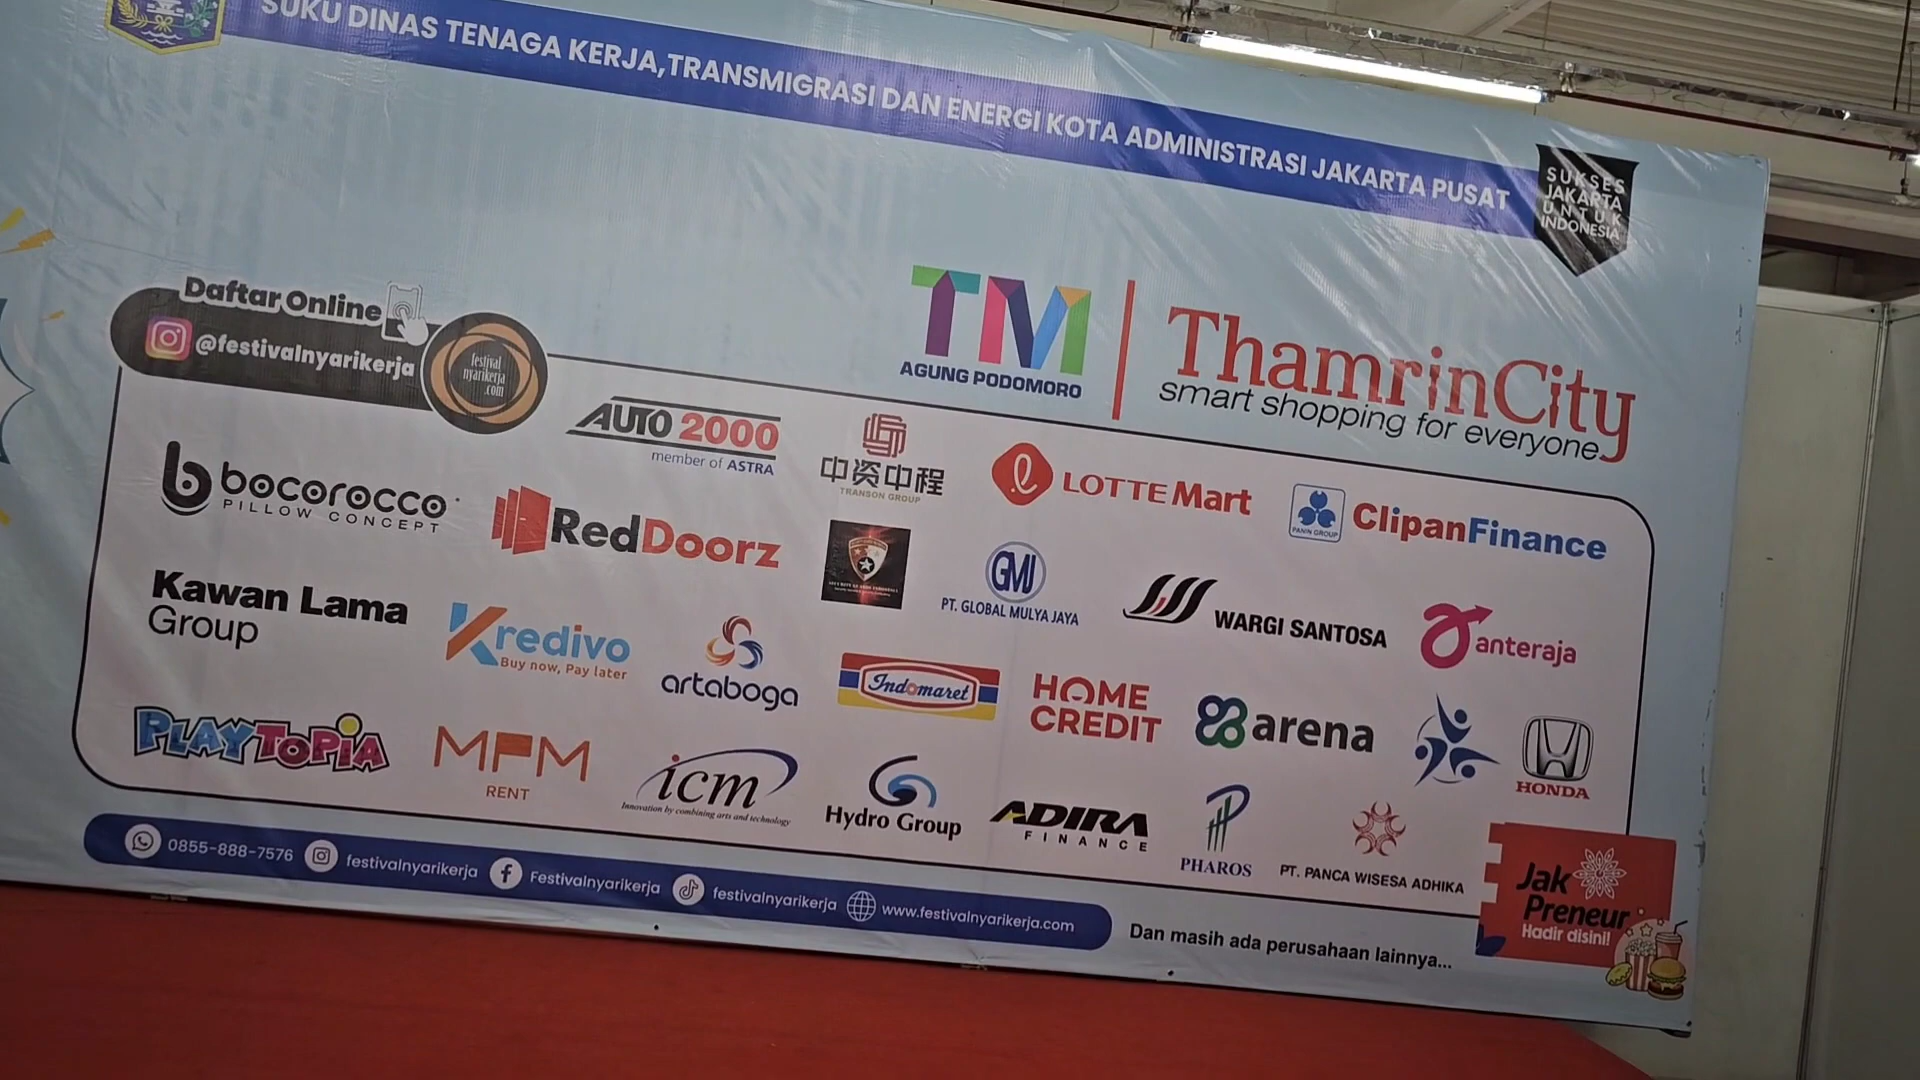 SUKU DINAS TENAGA KERJA,TRANSMIGRASI DAN ENERGI KOTA ADMINISTRASI JAKARTA PUSAT
SUKSES
JAKARTA
UNTUK
INDONESIA
Daftar Online
@festivalnyarikerja
festival
nyarikerja
.com
TM
AGUNG PODOMORO
ThamrinCity
smart shopping for everyone
AUTO 2000
member of ASTRA
中资中程
TRANSON GROUP
LOTTE Mart
PANIN GROUP
ClipanFinance
bocorocco
PILLOW CONCEPT
RedDoorz
GMJ
PT. GLOBAL MULYA JAYA
WARGI SANTOSA
anteraja
Kawan Lama
Group
Kredivo
Buy now, Pay later
artaboga
Indomaret
HOME
CREDIT
88 arena
HONDA
PLAYTOPIA
MPM
RENT
icm
Innovation by combining arts and technology
Hydro Group
ADIRA
FINANCE
PHAROS
PT. PANCA WISESA ADHIKA
Jak
Preneur
Hadir disini!
0855-888-7576
festivalnyarikerja
Festivalnyarikerja
festivalnyarikerja
www.festivalnyarikerja.com
Dan masih ada perusahaan lainnya...